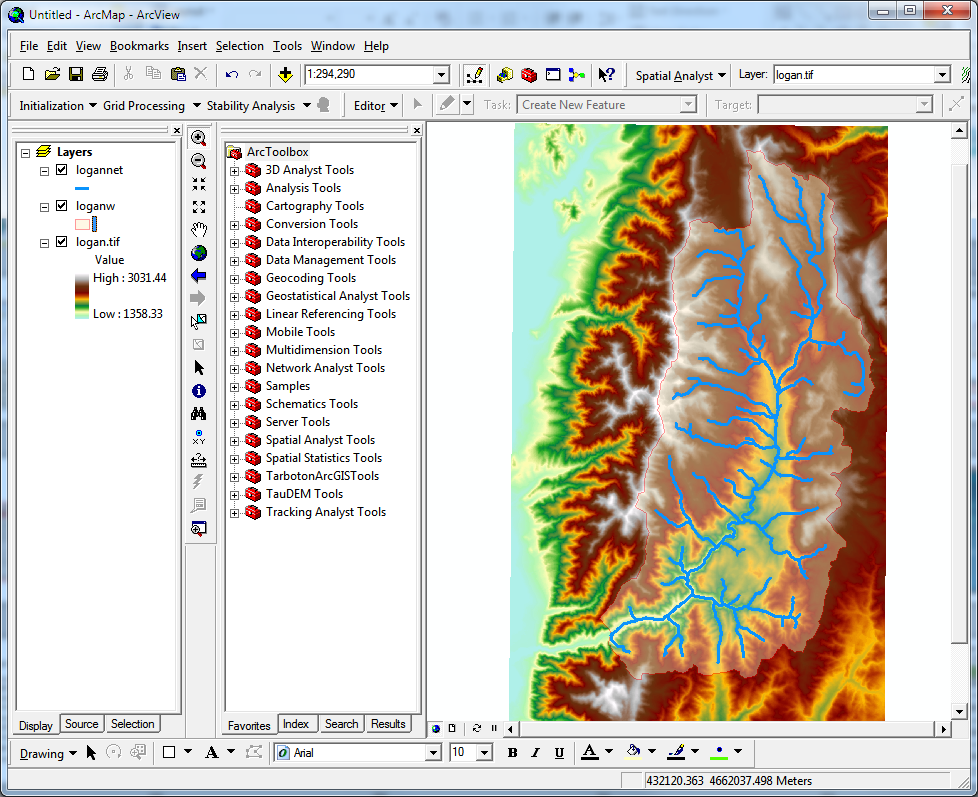 Untitled - ArcMap - ArcView
File Edit View Bookmarks Insert Selection Tools Window Help
1:294,290 Spatial Analyst Layer: logan.tif
Initialization Grid Processing Stability Analysis Editor Task: Create New Feature Target:
Layers
logannet
loganw
logan.tif
Value
High : 3031.44
Low : 1358.33
Display Source Selection
ArcToolbox
3D Analyst Tools
Analysis Tools
Cartography Tools
Conversion Tools
Data Interoperability Tools
Data Management Tools
Geocoding Tools
Geostatistical Analyst Tools
Linear Referencing Tools
Mobile Tools
Multidimension Tools
Network Analyst Tools
Samples
Schematics Tools
Server Tools
Spatial Analyst Tools
Spatial Statistics Tools
TarbotonArcGISTools
TauDEM Tools
Tracking Analyst Tools
Favorites Index Search Results
XY
Drawing A Arial 10 B I U A
432120.363 4662037.498 Meters